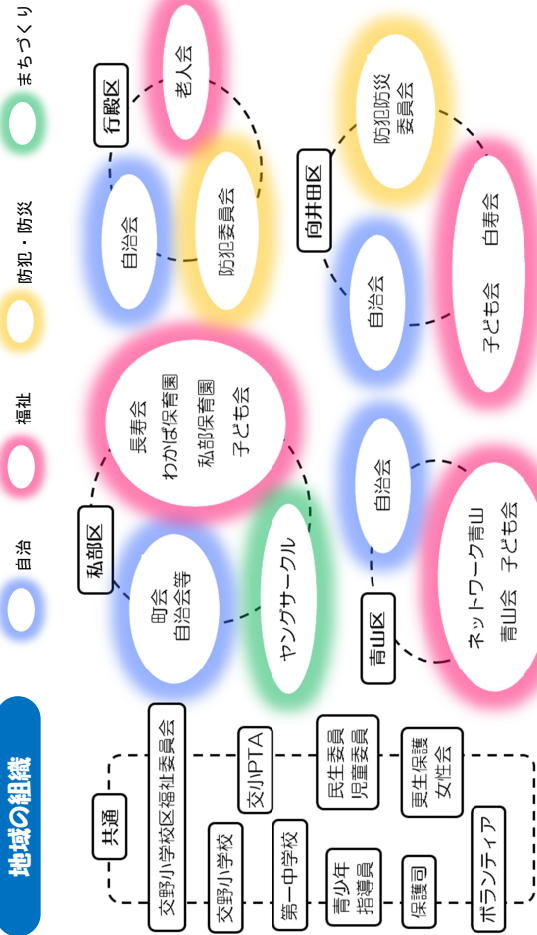 地域の組織
自治
福祉
防犯・防災
まちづくり
共通
交野小学校区福祉委員会
交野小学校
交小PTA
第一中学校
青少年
指導員
民生委員
児童委員
保護司
更生保護
女性会
ボランティア
私部区
町会
自治会等
長寿会
わかば保育園
私部保育園
子ども会
ヤングサークル
行殿区
自治会
老人会
防犯委員会
青山区
自治会
ネットワーク青山
青山会 子ども会
向井田区
自治会
防犯防災
委員会
子ども会 白寿会